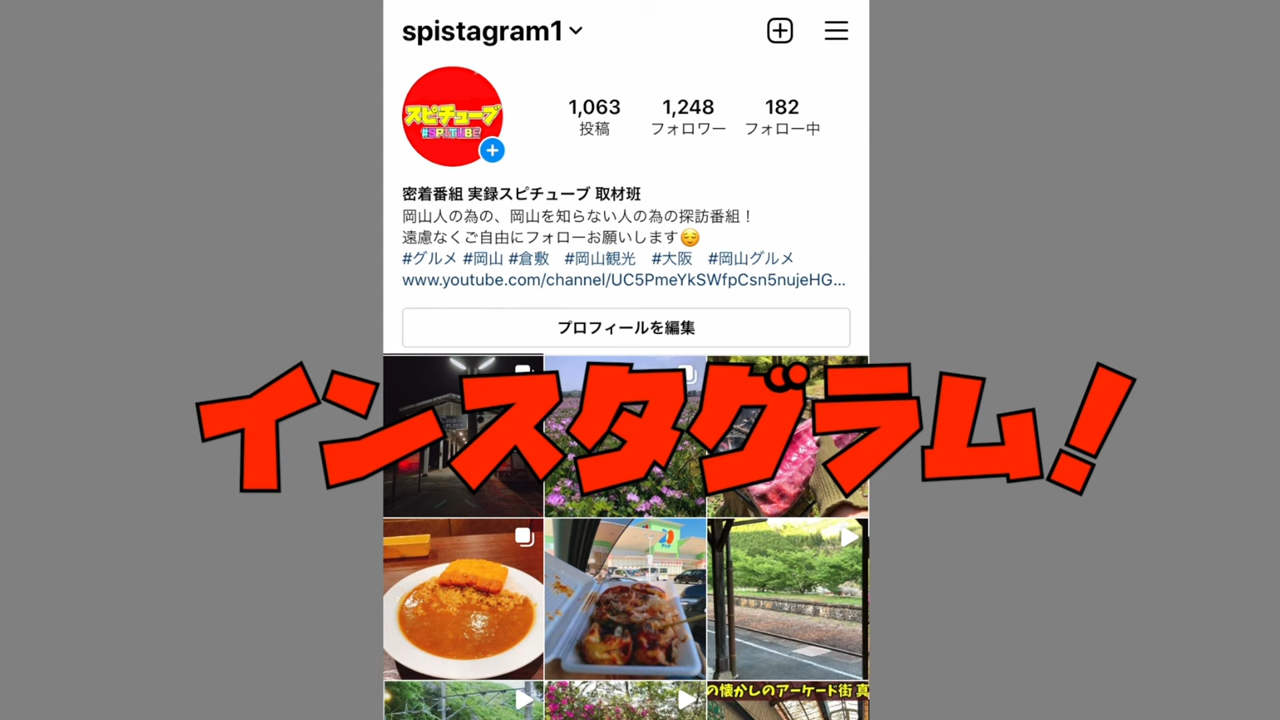 spistagram1
スピチューブ
#SPITUBE
1,063
1,248
182
投稿
フォロワー
フォロー中
密着番組 実録スピチューブ 取材班
岡山人の為の、岡山を知らない人の為の探訪番組！
遠慮なくご自由にフォローお願いします😌
#グルメ #岡山 #倉敷 #岡山観光 #大阪 #岡山グルメ
www.youtube.com/channel/UC5PmeYkSWfpCsn5nujeHG...
プロフィールを編集
インスタグラム！
の懐かしのアーケード街 真